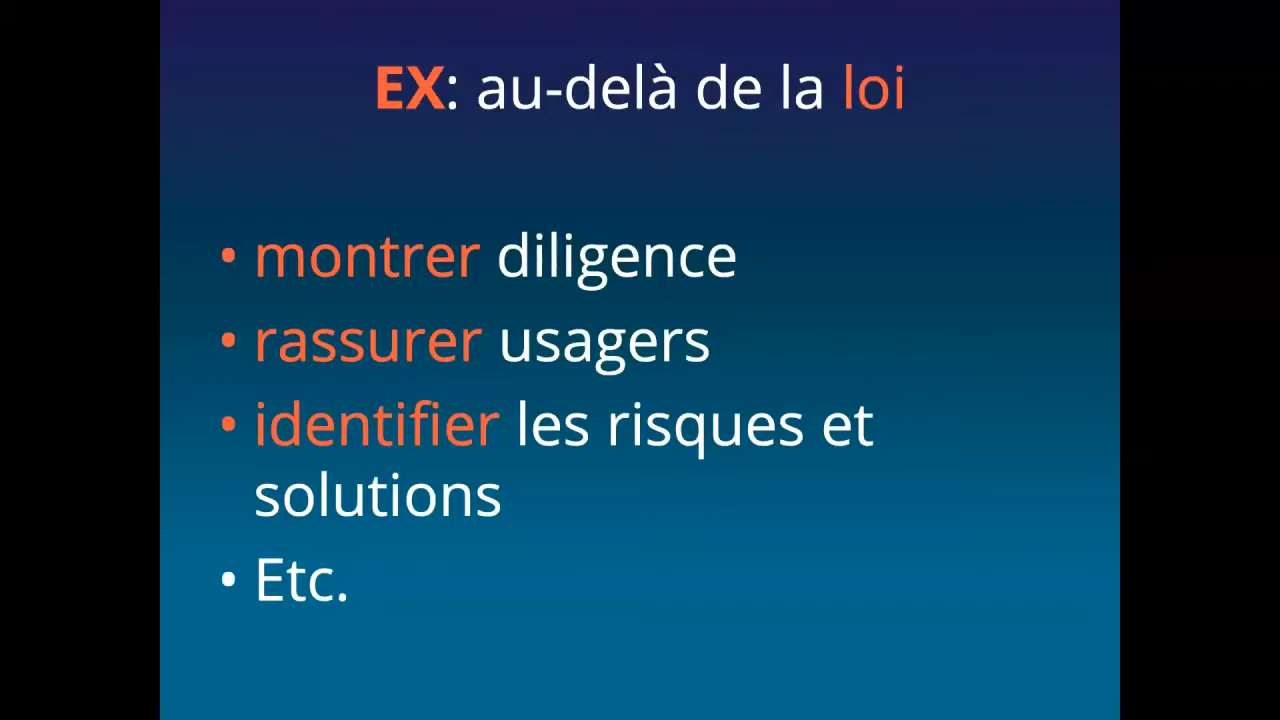 EX: au-delà de la loi
• montrer diligence
• rassurer usagers
• identifier les risques et
solutions
• Etc.